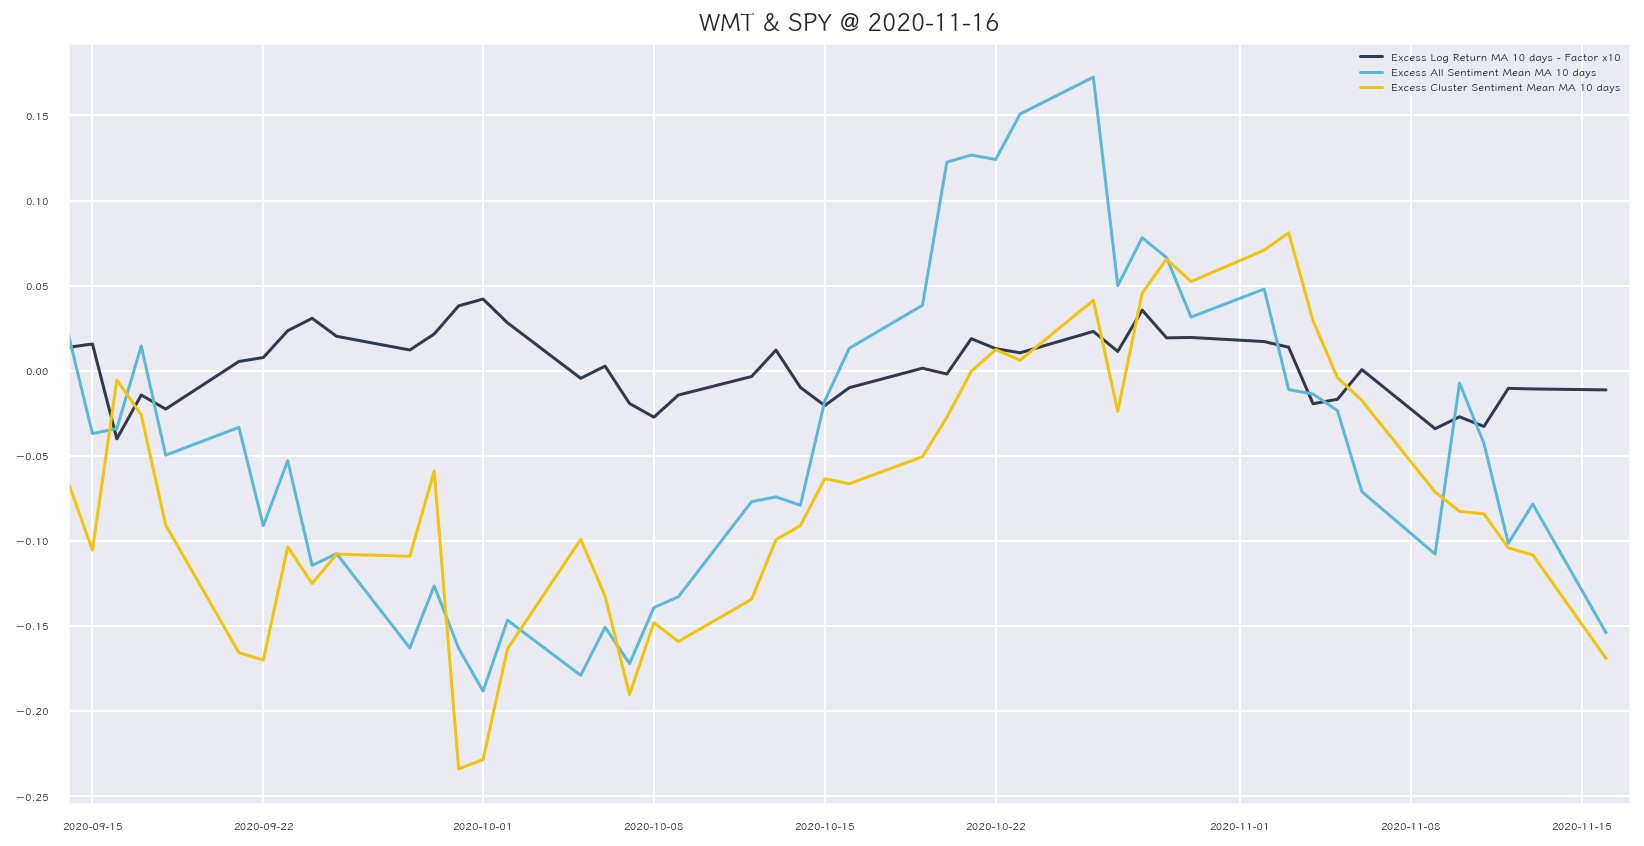 WMT & SPY @ 2020-11-16
Excess Log Return MA 10 days - Factor x10
Excess All Sentiment Mean MA 10 days
Excess Cluster Sentiment Mean MA 10 days
0.15
0.10
0.05
0.00
−0.05
−0.10
−0.15
−0.20
−0.25
2020-09-15 2020-09-22 2020-10-01 2020-10-08 2020-10-15 2020-10-22 2020-11-01 2020-11-08 2020-11-15